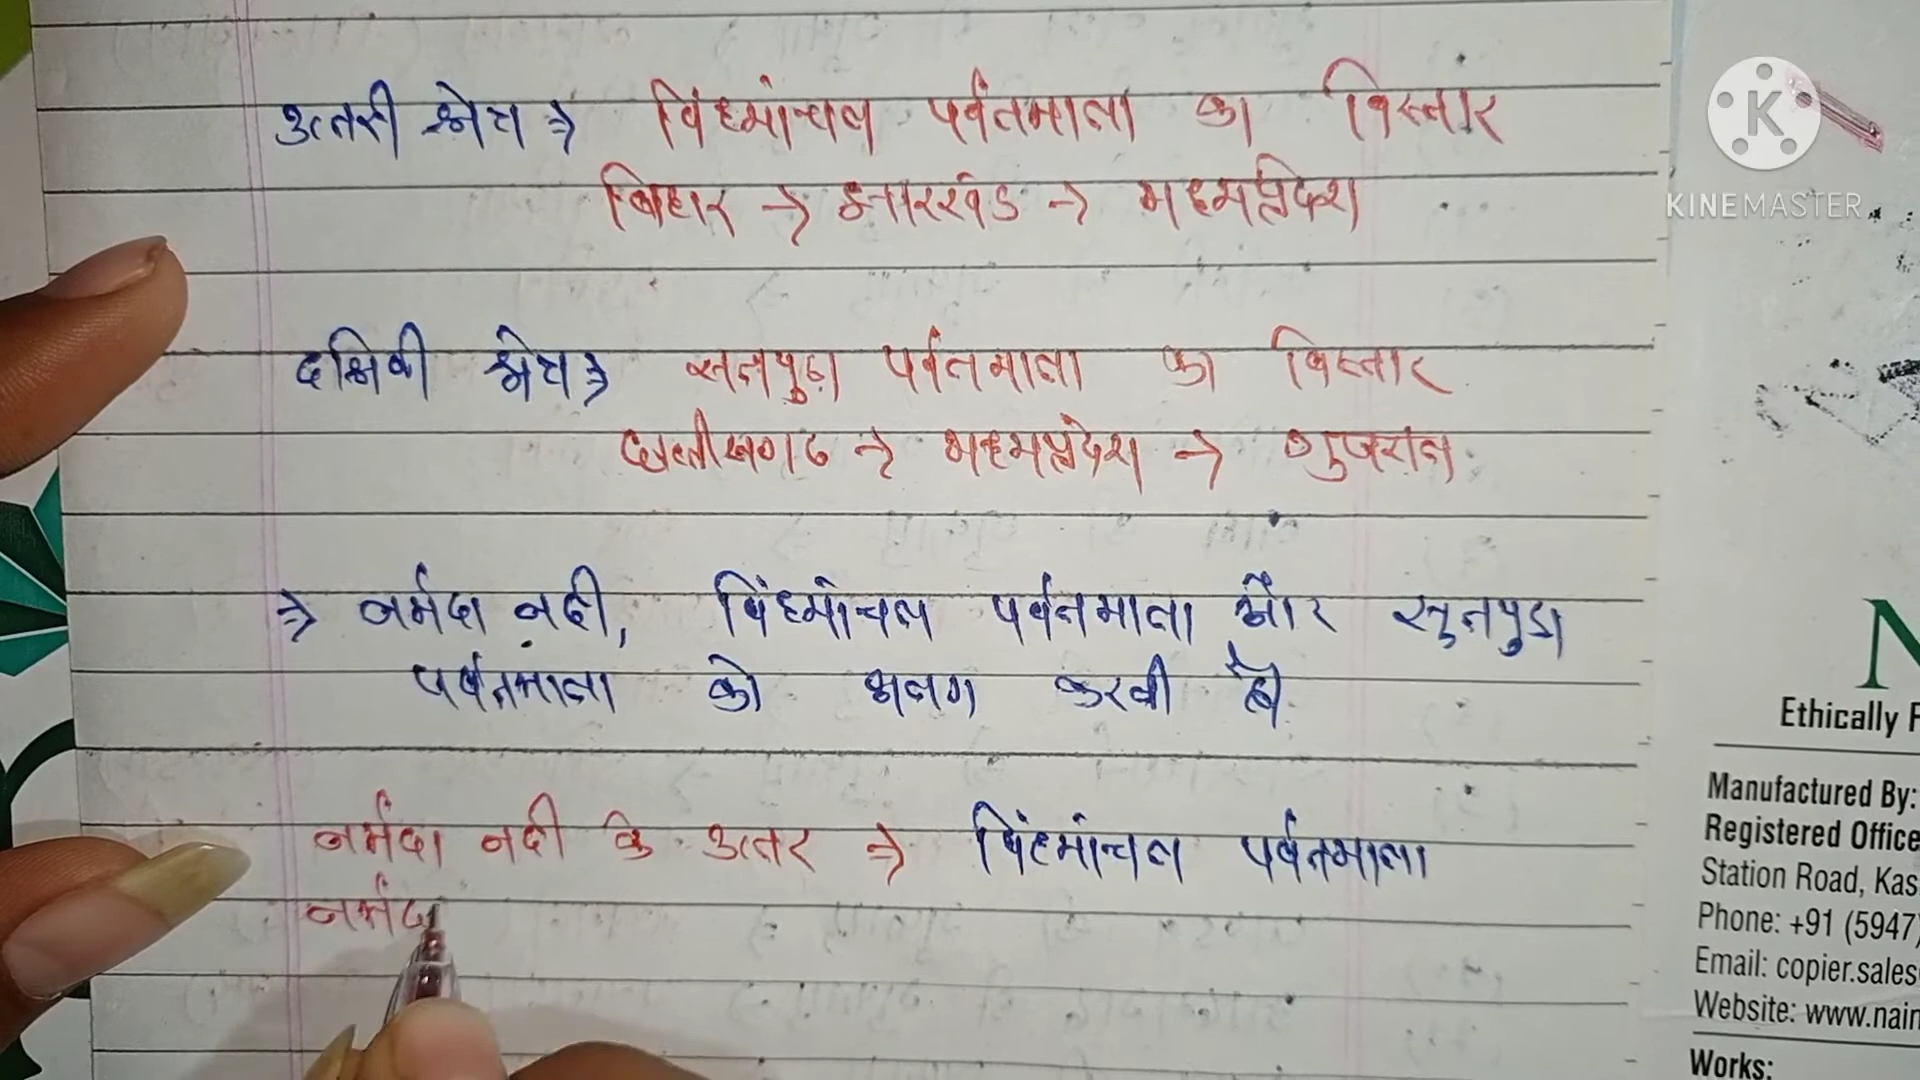 उत्तरी क्षेत्र → विंध्यांचल पर्वतमाला का विस्तार
बिहार → झारखंड → मध्यप्रदेश
दक्षिणी क्षेत्र → सतपुड़ा पर्वतमाला का विस्तार
छत्तीसगढ → मध्यप्रदेश → गुजरात
→ नर्मदा नदी, विंध्यांचल पर्वतमाला और सतपुडा
पर्वतमाला को अलग करती है
नर्मदा नदी के उत्तर → विंध्यांचल पर्वतमाला
नर्मदा
K
KINEMASTER
N
Ethically F
Manufactured By:
Registered Office
Station Road, Kas
Phone: +91 (5947)
Email: copier.sales
Website: www.nain
Works: